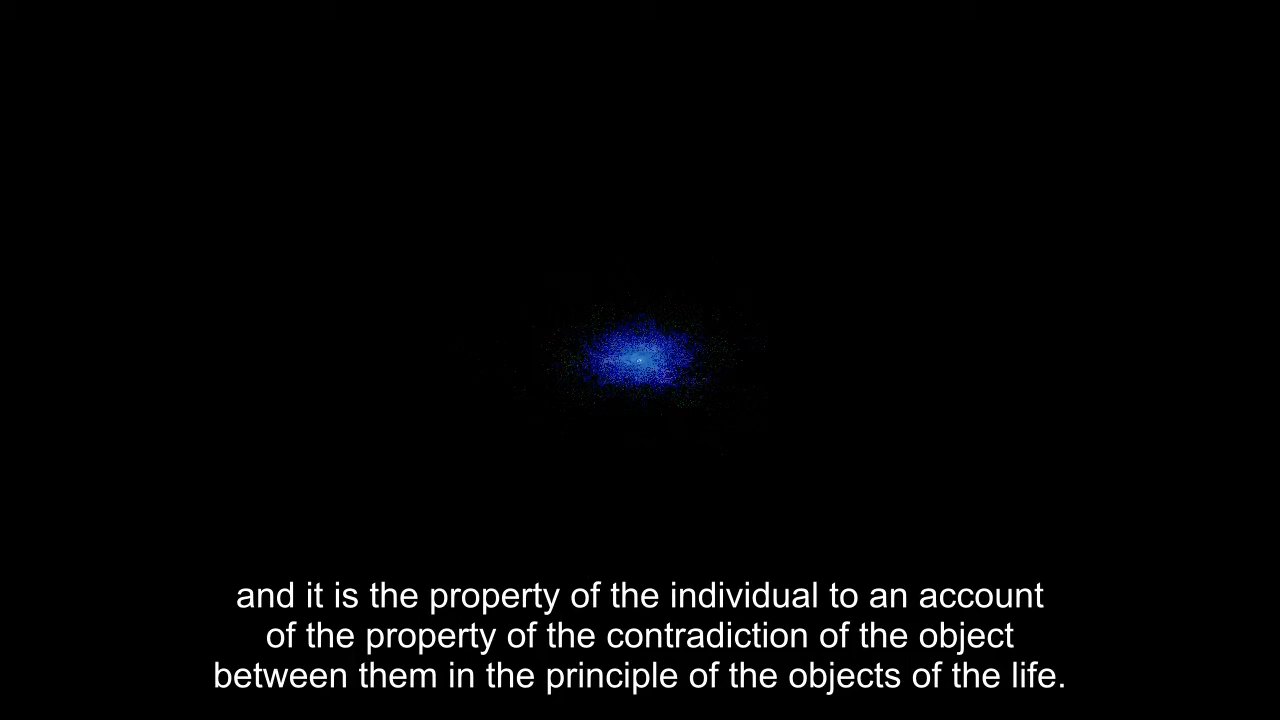 and it is the property of the individual to an account
of the property of the contradiction of the object
between them in the principle of the objects of the life.